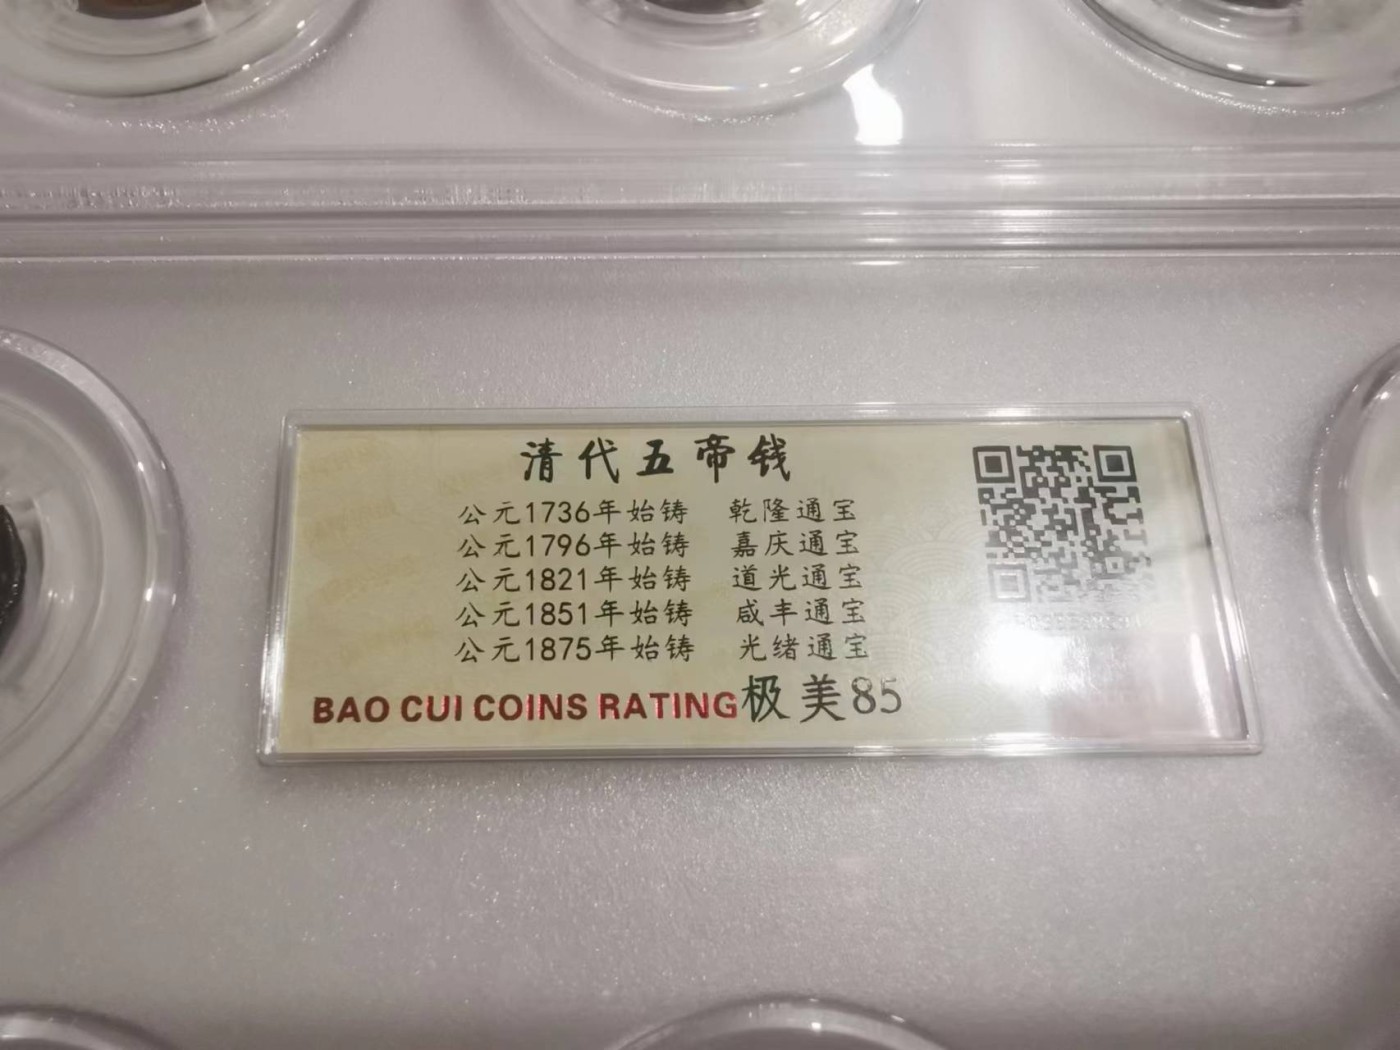 清代五帝钱
公元1736年始铸 乾隆通宝
公元1796年始铸 嘉庆通宝
公元1821年始铸 道光通宝
公元1851年始铸 咸丰通宝
公元1875年始铸 光绪通宝
BAO CUI COINS RATING极美85